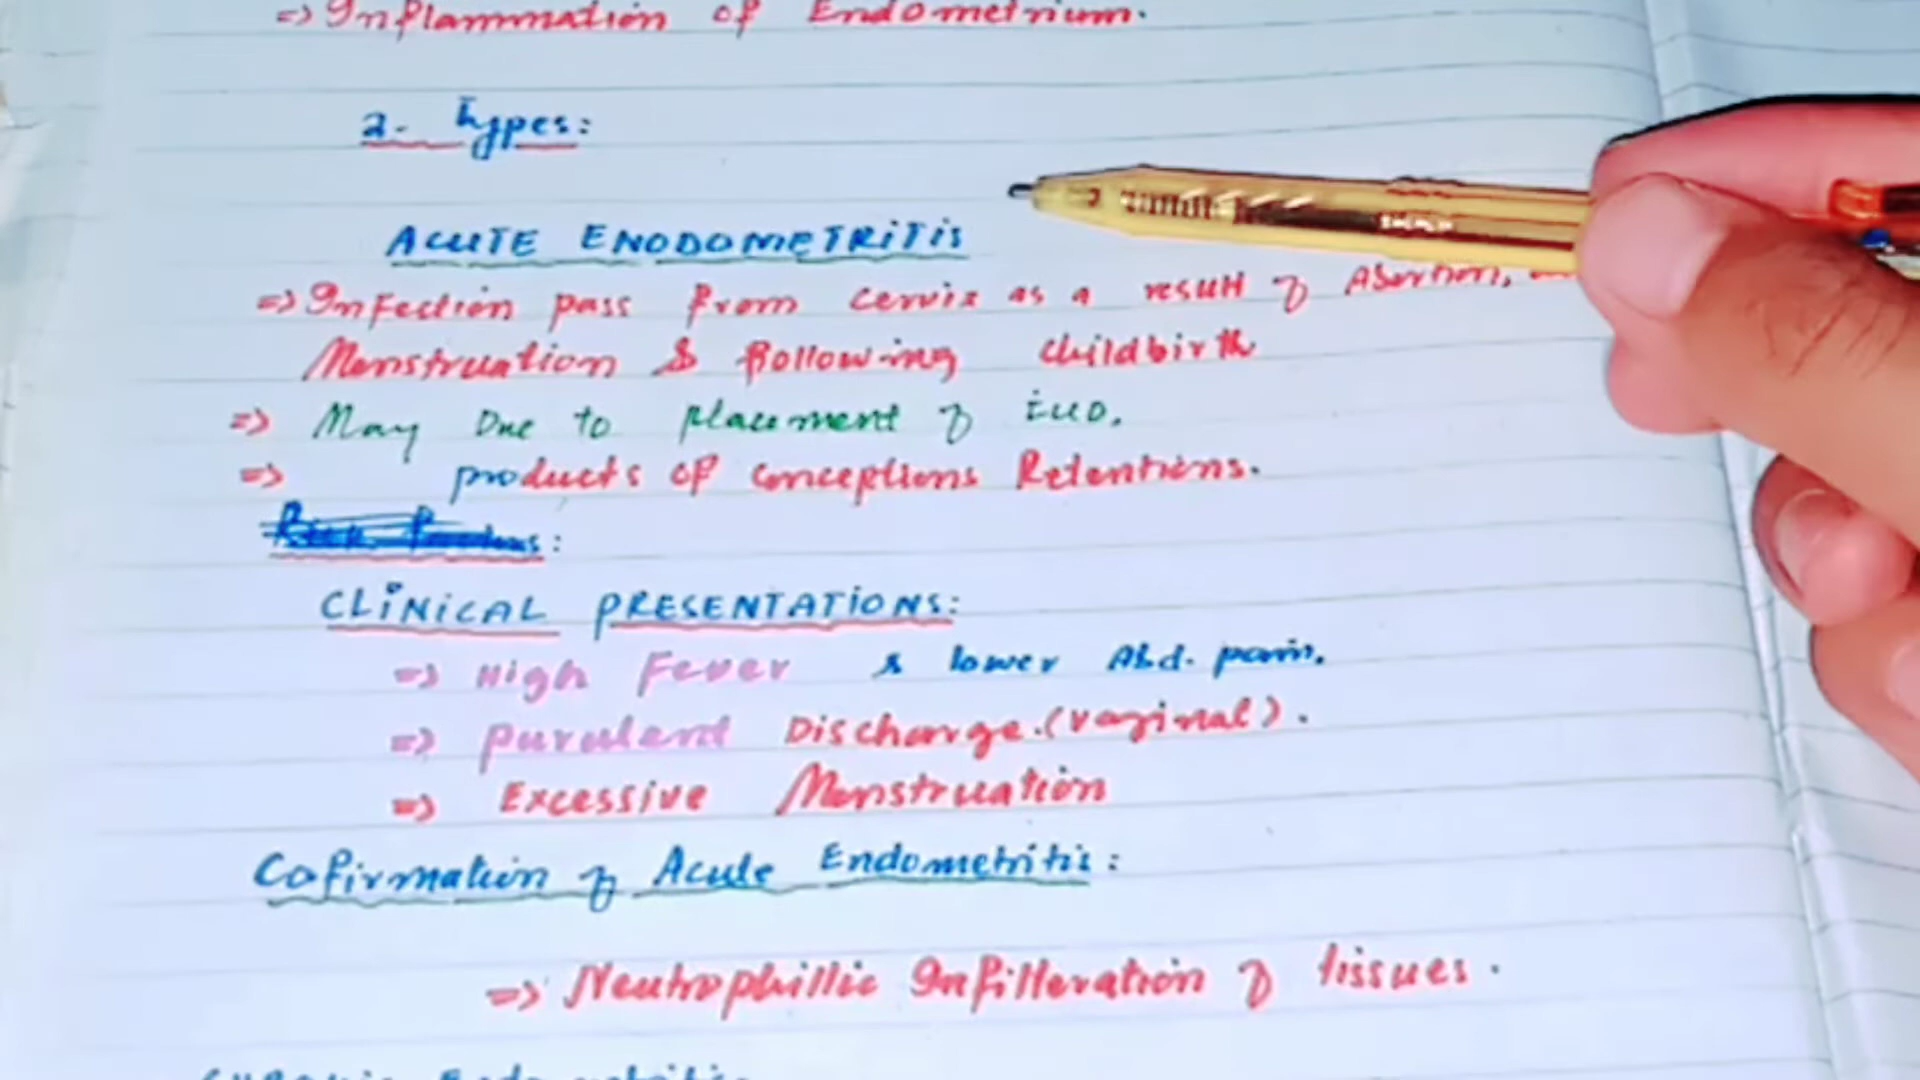 => Inflammation of Endometrium.
2- Types:
ACUTE ENODOMETRITIS
=> Infection pass from cervix as a result of Abortion,
Menstruation & following childbirth
=> May Due to placement of IUD.
=> products of conceptions Retentions.
CLINICAL PRESENTATIONS:
=> High Fever & lower Abd. pain.
=> Purulent Discharge.(vaginal).
=> Excessive Menstruation
Cofirmation of Acute Endometritis:
=> Neutrophillic Infilteration of tissues.